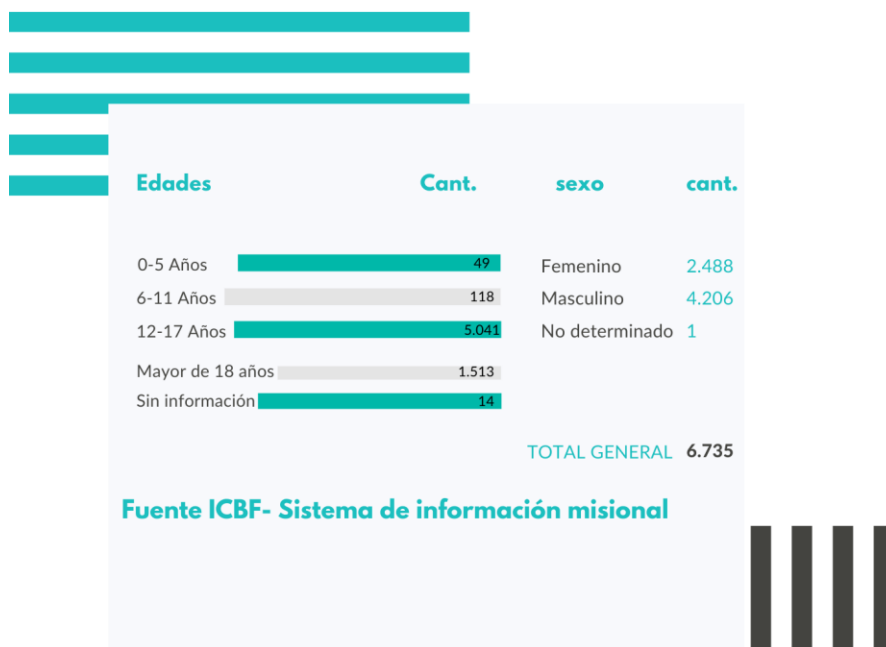 Edades Cant. sexo cant.
0-5 Años 49 Femenino 2.488
6-11 Años 118 Masculino 4.206
12-17 Años 5.041 No determinado 1
Mayor de 18 años 1.513
Sin información 14
TOTAL GENERAL 6.735
Fuente ICBF- Sistema de información misional